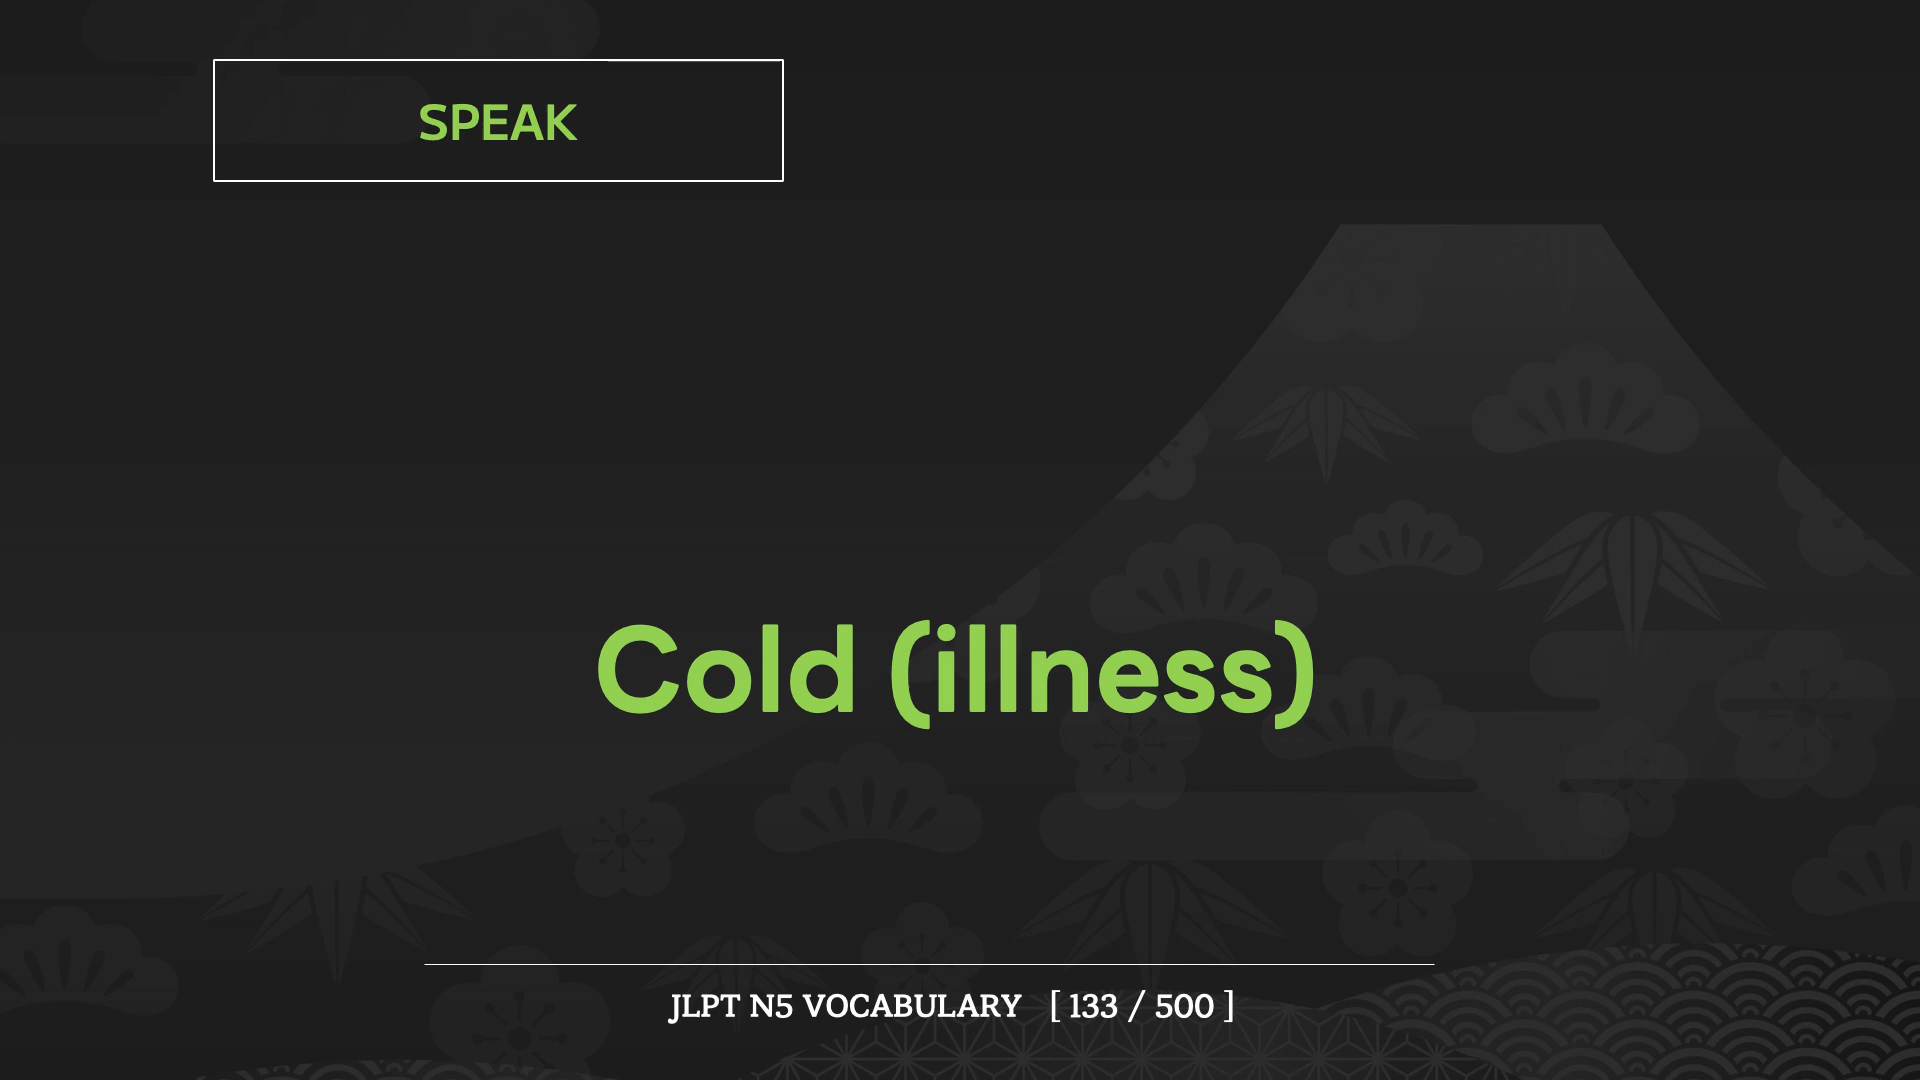 SPEAK
Cold (illness)
JLPT N5 VOCABULARY [ 133 / 500 ]